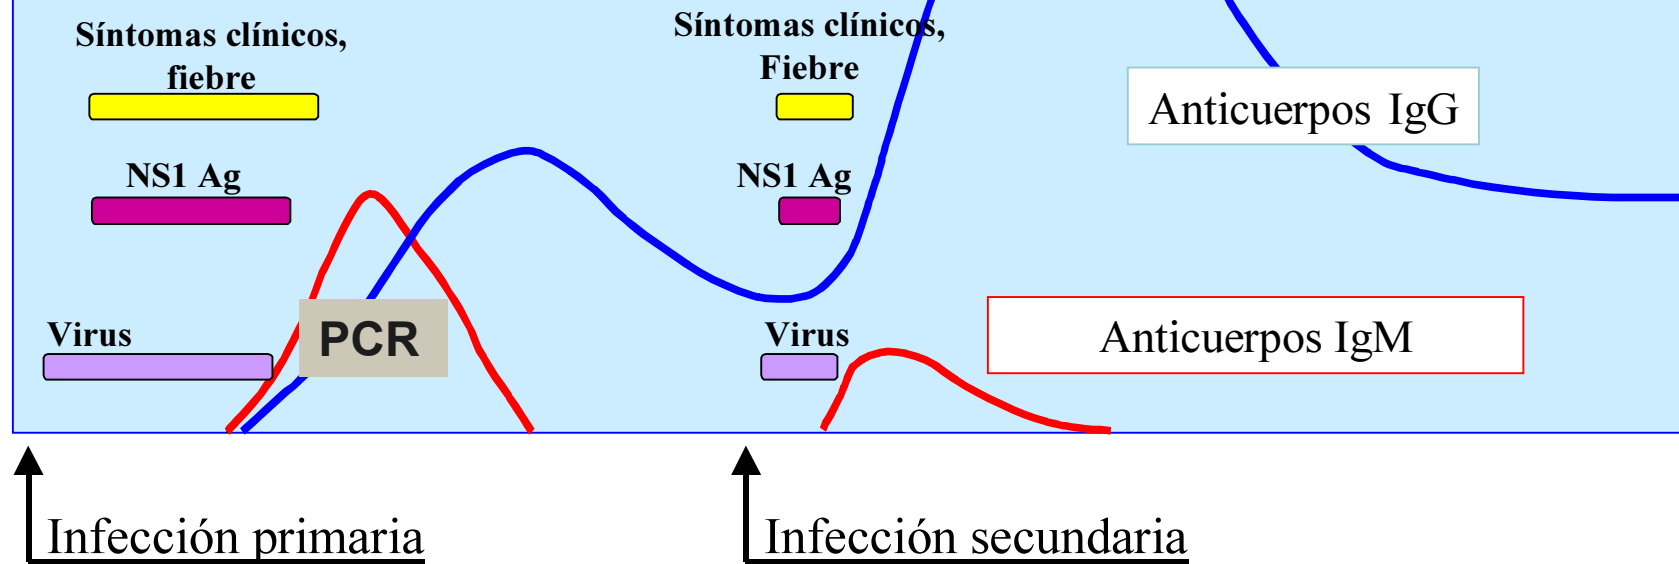 Síntomas clínicos,
fiebre
Síntomas clínicos,
Fiebre
Anticuerpos IgG
NS1 Ag
NS1 Ag
Virus
PCR
Virus
Anticuerpos IgM
Infección primaria
Infección secundaria